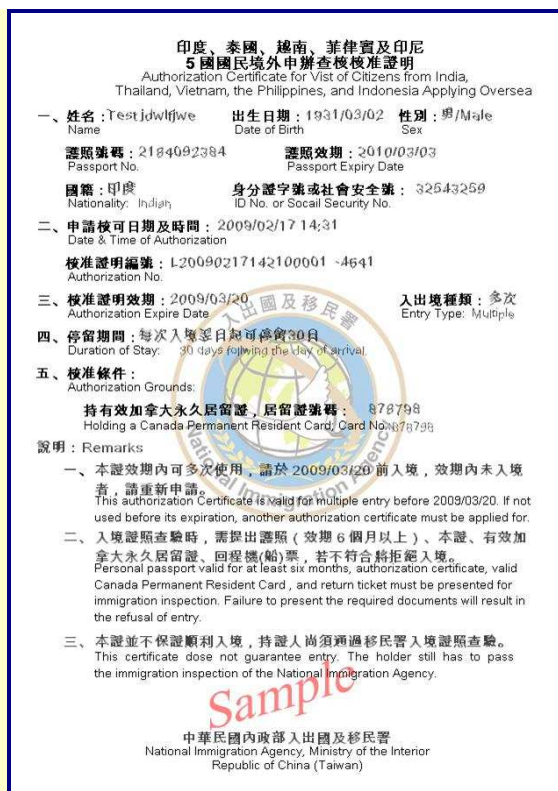 印度、泰國、越南、菲律賓及印尼
5 國國民境外申辦查核核准證明
Authorization Certificate for Vist of Citizens from India,
Thailand, Vietnam, the Philippines, and Indonesia Applying Oversea
一、姓名：Testjdwlfjwe 出生日期：1931/03/02 性別：男/Male
Name Date of Birth Sex
護照號碼：2184092384 護照效期：2010/03/03
Passport No. Passport Expiry Date
國籍：印度 身分證字號或社會安全號：32543259
Nationality: Indian ID No. or Socail Security No.
二、申請核可日期及時間：2009/02/17 14:31
Date & Time of Authorization
核准證明編號：L20090217142100001 -4641
Authorization No.
三、核准證明效期：2009/03/20 入出境種類：多次
Authorization Expire Date Entry Type: Multiple
四、停留期間：每次入境翌日起可停留30日
Duration of Stay: 30 days follwing the day of arrival.
五、核准條件：
Authorization Grounds:
持有效加拿大永久居留證，居留證號碼： 878798
Holding a Canada Permanent Resident Card, Card No:878798
說明：Remarks
一、本證效期內可多次使用，請於 2009/03/20 前入境，效期內未入境
者，請重新申請。
This authorization Certificate is valid for multiple entry before 2009/03/20. If not
used before its expiration, another authorization certificate must be applied for.
二、入境證照查驗時，需提出護照（效期 6 個月以上）、本證、有效加
拿大永久居留證、回程機(船)票，若不符合將拒絕入境。
Personal passport valid for at least six months, authorization certificate, valid
Canada Permanent Resident Card , and return ticket must be presented for
immigration inspection. Failure to present the required documents will result in
the refusal of entry.
三、本證並不保證順利入境，持證人尚須通過移民署入境證照查驗。
This certificate dose not guarantee entry. The holder still has to pass
the immigration inspection of the National Immigration Agency.
Sample
中華民國內政部入出國及移民署
National Immigration Agency, Ministry of the Interior
Republic of China (Taiwan)
入出國及移民署
National Immigration Agency